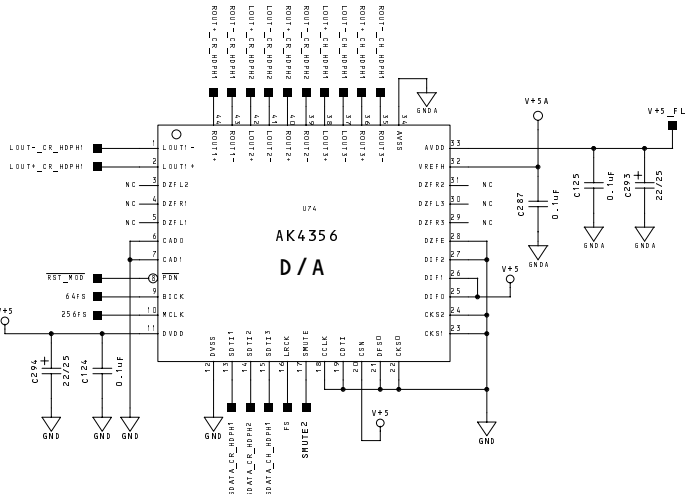 ROUT+_CR_HDPH1
ROUT-_CR_HDPH1
LOUT+_CR_HDPH2
LOUT-_CR_HDPH2
ROUT+_CR_HDPH2
ROUT-_CR_HDPH2
LOUT+_CH_HDPH1
LOUT-_CH_HDPH1
ROUT+_CH_HDPH1
ROUT-_CH_HDPH1
44
43
42
41
40
39
38
37
36
35
34
ROUT1+
ROUT1-
LOUT2+
LOUT2-
ROUT2+
ROUT2-
LOUT3+
LOUT3-
ROUT3+
ROUT3-
AVSS
GNDA
V+5A
V+5_FL
LOUT-_CR_HDPH1
1
LOUT1-
AVDD
33
LOUT+_CR_HDPH1
2
LOUT1+
VREFH
32
NC
3
DZFL2
DZFR2
31
NC
NC
4
DZFR1
DZFL3
30
NC
NC
5
DZFL1
DZFR3
29
NC
6
CAD0
DZFE
28
7
CAD1
DIF2
27
RST_MOD
8
PDN
DIF1
26
64FS
9
BICK
DIF0
25
256FS
10
MCLK
CKS2
24
11
DVDD
CKS1
23
U74
AK4356
D/A
C287
0.1uF
GNDA
C125
0.1uF
GNDA
C293
22/25
GNDA
V+5
V+5
C294
22/25
GND
C124
0.1uF
GND
GND
DVSS
SDTI1
SDTI2
SDTI3
LRCK
SMUTE
CCLK
CDTI
CSN
DFS0
CKS0
12
13
14
15
16
17
18
19
20
21
22
GND
SDATA_CR_HDPH1
SDATA_CR_HDPH2
SDATA_CH_HDPH1
FS
SMUTE2
V+5
GND